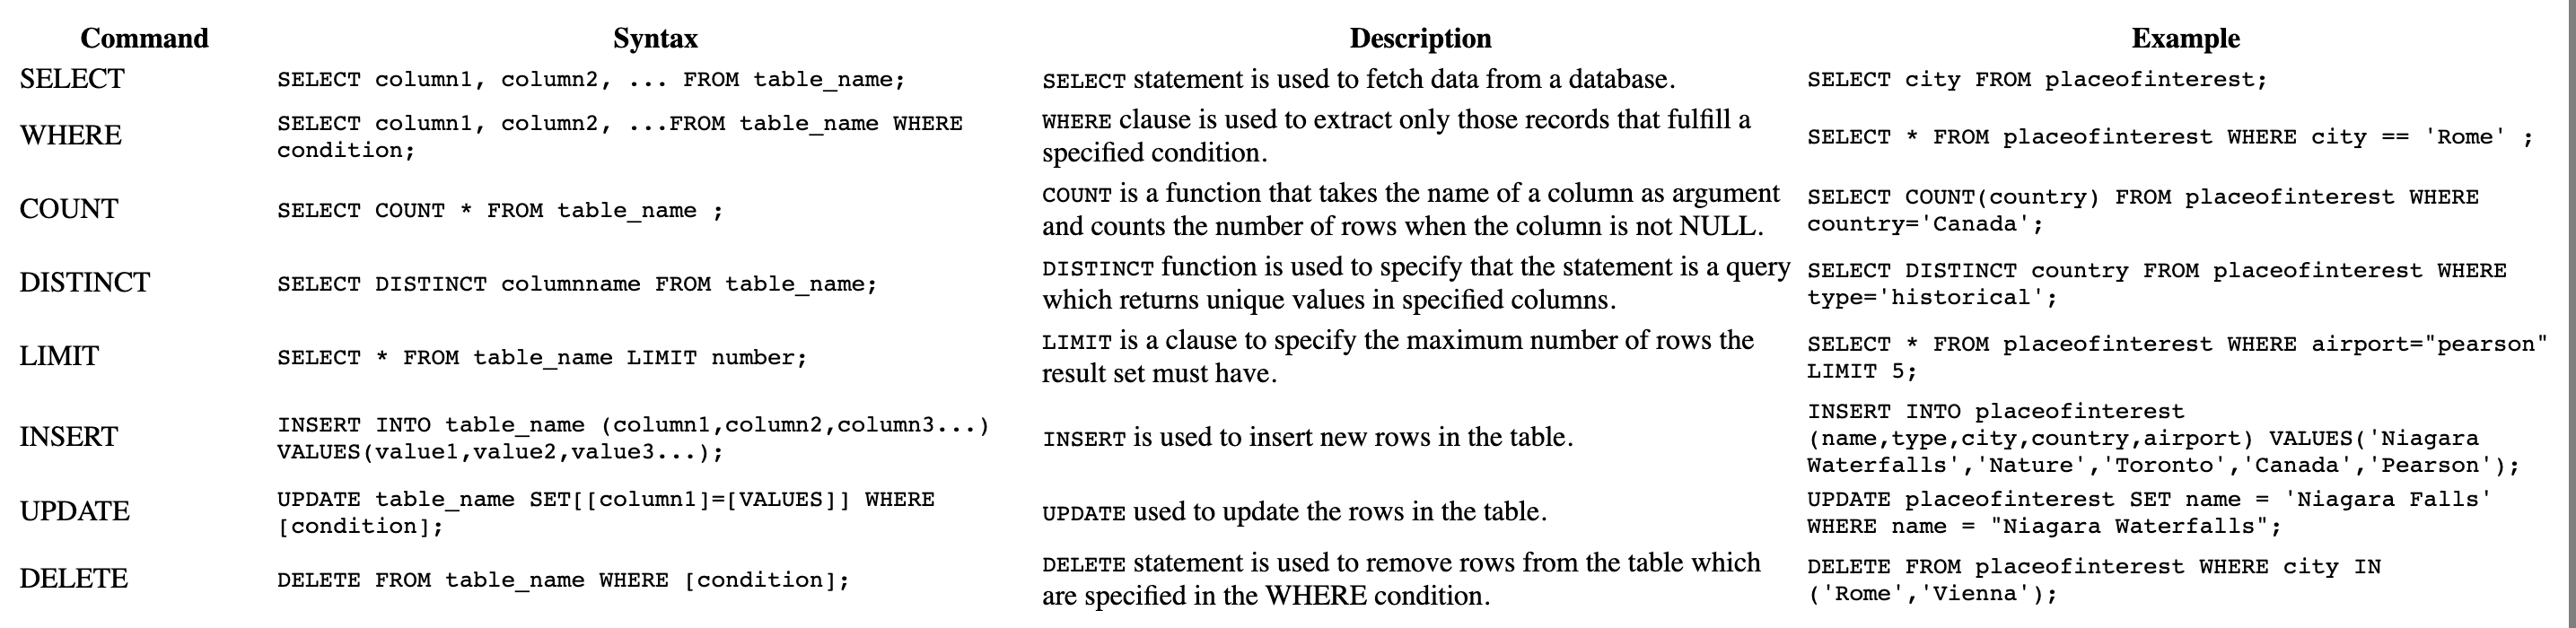 Command Syntax Description Example
SELECT SELECT column1, column2, ... FROM table_name; SELECT statement is used to fetch data from a database. SELECT city FROM placeofinterest;
WHERE
SELECT column1, column2, ...FROM table_name WHERE
condition;
WHERE clause is used to extract only those records that fulfill a
specified condition.
SELECT * FROM placeofinterest WHERE city == 'Rome' ;
COUNT
SELECT COUNT * FROM table_name ;
COUNT is a function that takes the name of a column as argument
and counts the number of rows when the column is not NULL.
SELECT COUNT(country) FROM placeofinterest WHERE
country='Canada';
DISTINCT
SELECT DISTINCT columnname FROM table_name;
DISTINCT function is used to specify that the statement is a query
which returns unique values in specified columns.
SELECT DISTINCT country FROM placeofinterest WHERE
type='historical';
LIMIT
SELECT * FROM table_name LIMIT number;
LIMIT is a clause to specify the maximum number of rows the
result set must have.
SELECT * FROM placeofinterest WHERE airport="pearson"
LIMIT 5;
INSERT
INSERT INTO table_name (column1,column2,column3...)
VALUES(value1,value2,value3...);
INSERT is used to insert new rows in the table.
INSERT INTO placeofinterest
(name,type,city,country,airport) VALUES('Niagara
Waterfalls','Nature','Toronto','Canada','Pearson');
UPDATE
UPDATE table_name SET[[column1]=[VALUES]] WHERE
[condition];
UPDATE used to update the rows in the table.
UPDATE placeofinterest SET name = 'Niagara Falls'
WHERE name = "Niagara Waterfalls";
DELETE
DELETE FROM table_name WHERE [condition];
DELETE statement is used to remove rows from the table which
are specified in the WHERE condition.
DELETE FROM placeofinterest WHERE city IN
('Rome','Vienna');